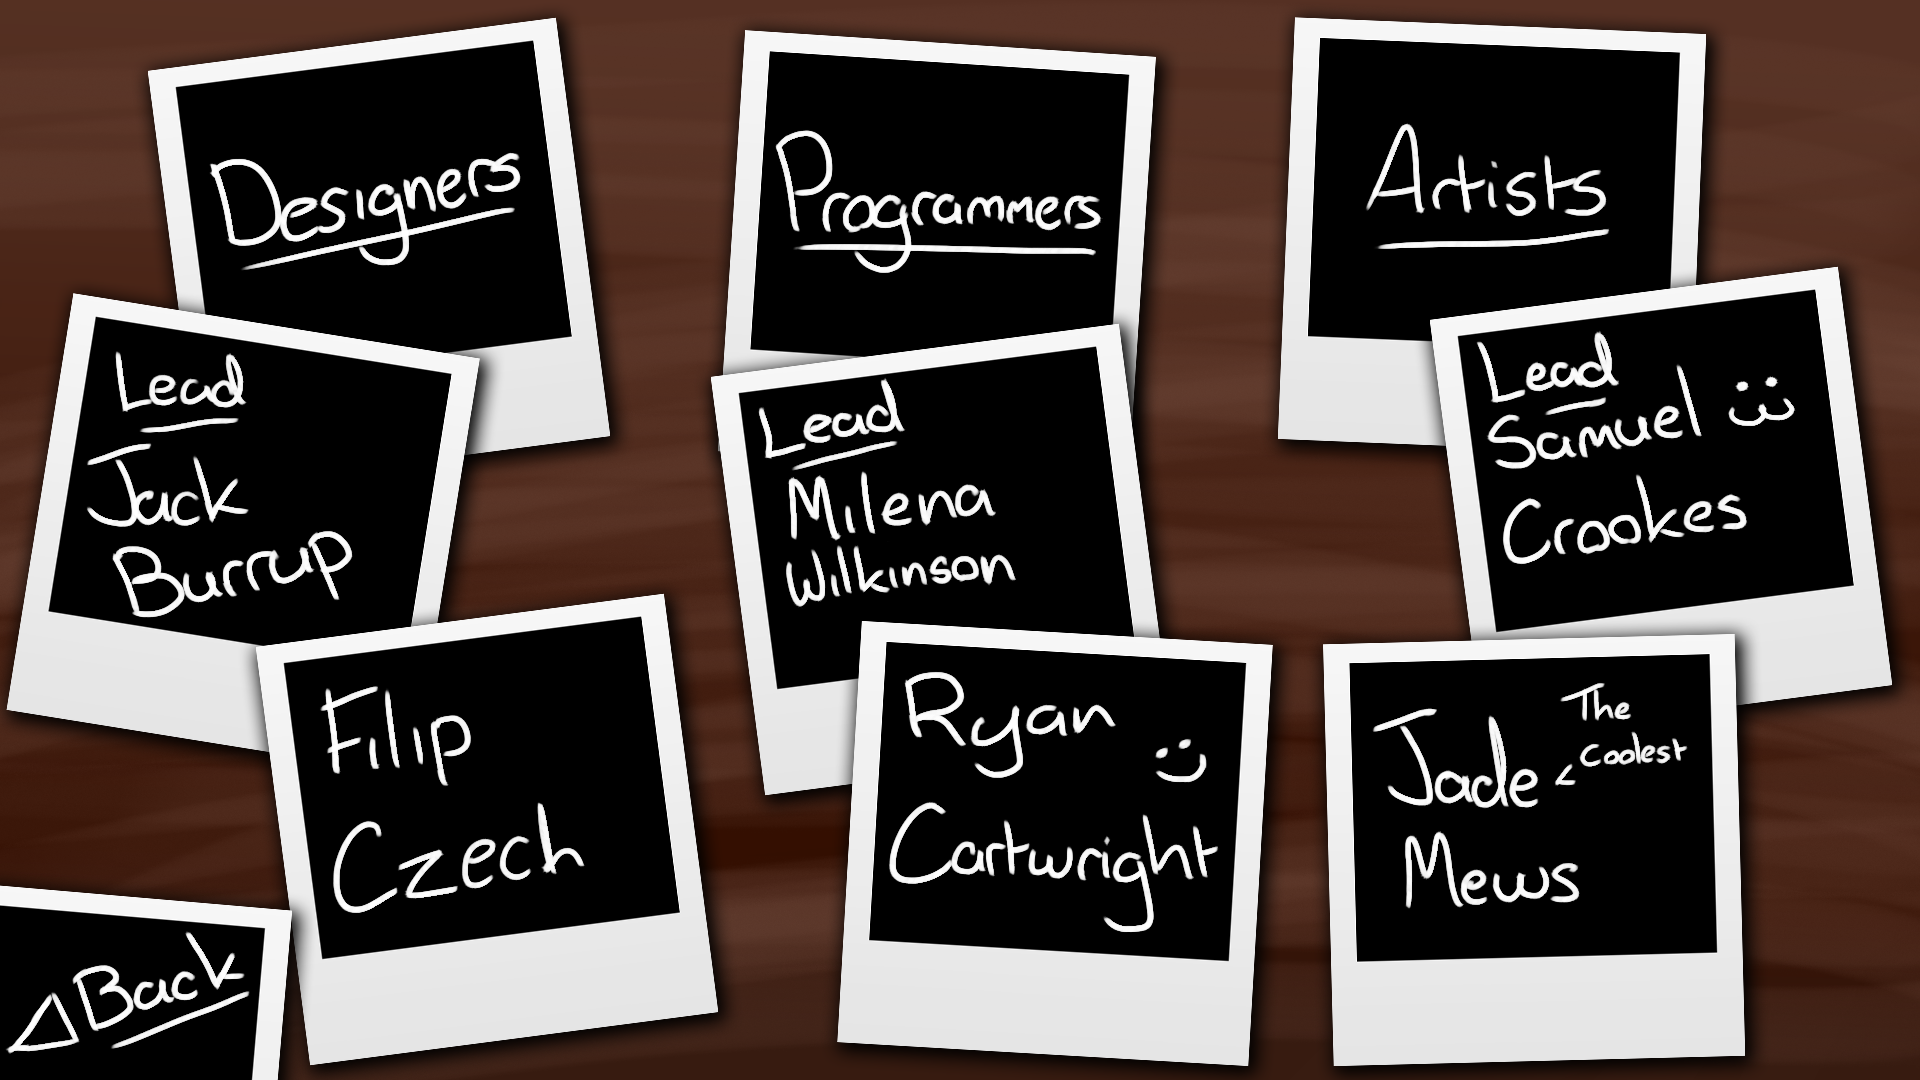 Designers
Lead
Jack
Burrup
Filip
Czech
Programmers
Lead
Milena
Wilkinson
Ryan
Cartwright
Artists
Lead
Samuel
Crookes
The
Coolest
Jade <
Mews
Back